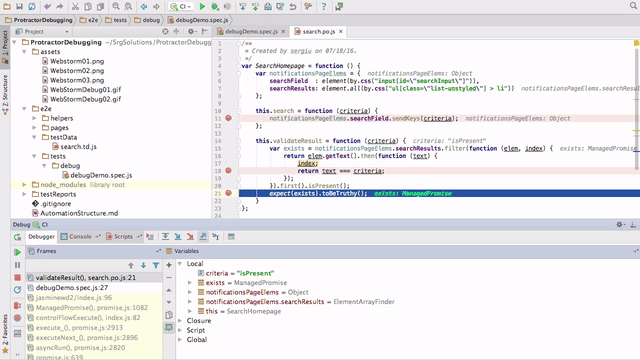 ProtractorDebugging
e2e
tests
debug
debugDemo.spec.js
CI
1: Project
Project
ProtractorDebugging
assets
Webstorm01.png
WebStorm02.png
WebStorm03.png
WebstormDebug01.gif
WebstormDebug02.gif
e2e
helpers
pages
testData
search.td.js
tests
debug
debugDemo.spec.js
node_modules library root
testReports
.gitignore
AutomationStructure.md
Z: Structure
2: Favorites
debugDemo.spec.js
search.po.js
/**
* Created by sergiu on 07/18/16.
*/
var SearchHomepage = function () {
var notificationsPageElems = { notificationsPageElems: Object
searchField : element(by.css("input[id=\"searchInput\"]")),
searchResults: element.all(by.css("ul[class=\"list-unstyled\"] > li")) notificationsPageElems.searchResu
};
this.search = function (criteria) {
11
notificationsPageElems.searchField.sendKeys(criteria); notificationsPageElems: Object
};
this.validateResult = function (criteria) { criteria: "isPresent"
var exists = notificationsPageElems.searchResults.filter(function (elem, index) { exists: ManagedPromise
return elem.getText().then(function (text) {
index;
18
return text === criteria;
});
}).first().isPresent();
21
expect(exists).toBeTruthy(); exists: ManagedPromise
}
};
Debug CI
Debugger
Console
Scripts
Frames
Variables
validateResult(), search.po.js:21
debugDemo.spec.js:27
jasminewd2/index.js:96
ManagedPromise(), promise.js:1082
controlFlowExecute(), index.js:82
execute_(), promise.js:2913
executeNext_(), promise.js:2896
asyncRun(), promise.js:2820
promise.js:639
Local
criteria = "isPresent"
exists = ManagedPromise
notificationsPageElems = Object
notificationsPageElems.searchResults = ElementArrayFinder
this = SearchHomepage
Closure
Script
Global